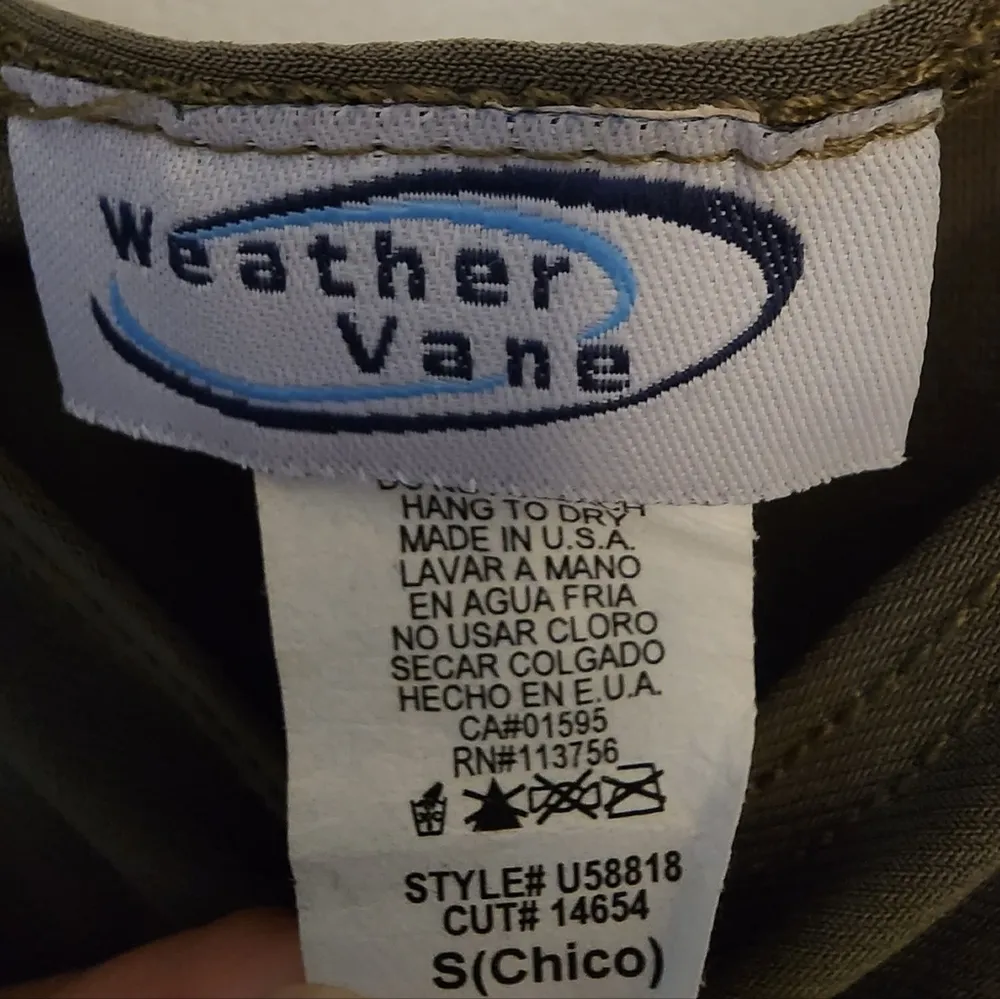 Weather
Vane
HANG TO DRY
MADE IN U.S.A.
LAVAR A MANO
EN AGUA FRIA
NO USAR CLORO
SECAR COLGADO
HECHO EN E.U.A.
CA#01595
RN#113756
STYLE# U58818
CUT# 14654
S(Chico)